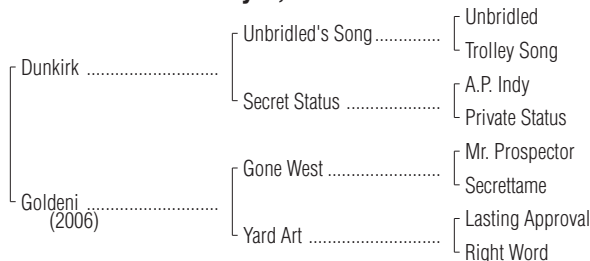 Unbridled
Unbridled's Song
Trolley Song
Dunkirk
A.P. Indy
Secret Status
Private Status
Mr. Prospector
Gone West
Secrettame
Goldeni
(2006)
Lasting Approval
Yard Art
Right Word